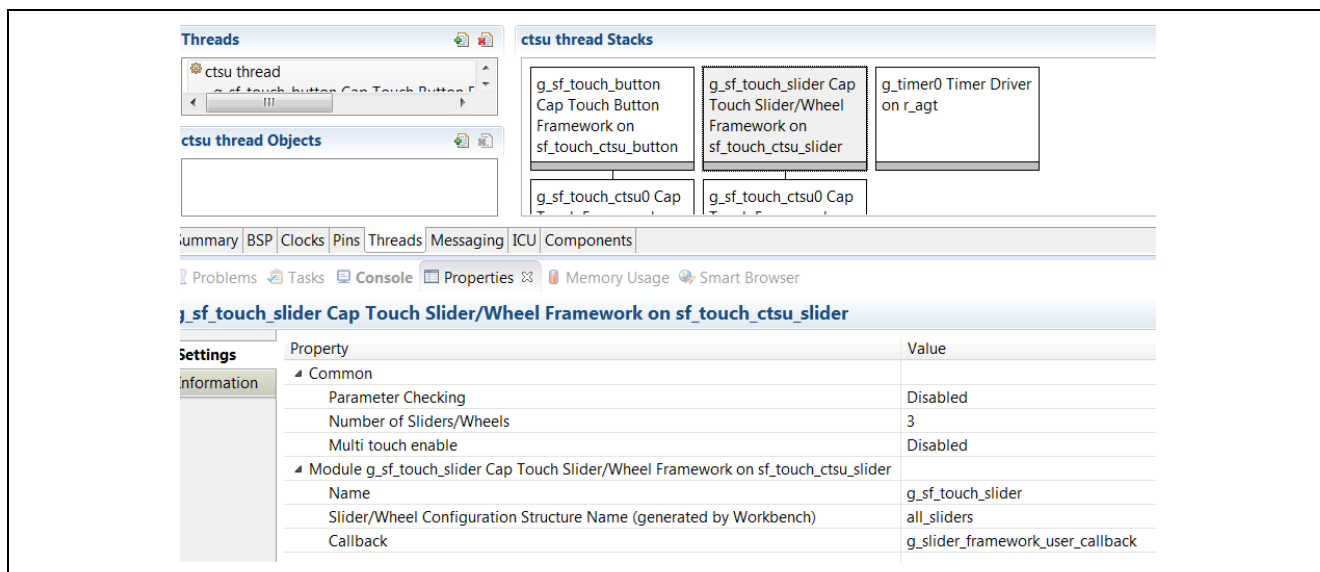 Threads
ctsu thread
ctsu thread Objects
ctsu thread Stacks
g_sf_touch_button
Cap Touch Button
Framework on
sf_touch_ctsu_button
g_sf_touch_slider Cap
Touch Slider/Wheel
Framework on
sf_touch_ctsu_slider
g_timer0 Timer Driver
on r_agt
g_sf_touch_ctsu0 Cap
g_sf_touch_ctsu0 Cap
Summary BSP Clocks Pins Threads Messaging ICU Components
Problems Tasks Console Properties Memory Usage Smart Browser
g_sf_touch_slider Cap Touch Slider/Wheel Framework on sf_touch_ctsu_slider
Settings
Information
Property Value
Common
Parameter Checking Disabled
Number of Sliders/Wheels 3
Multi touch enable Disabled
Module g_sf_touch_slider Cap Touch Slider/Wheel Framework on sf_touch_ctsu_slider
Name g_sf_touch_slider
Slider/Wheel Configuration Structure Name (generated by Workbench) all_sliders
Callback g_slider_framework_user_callback